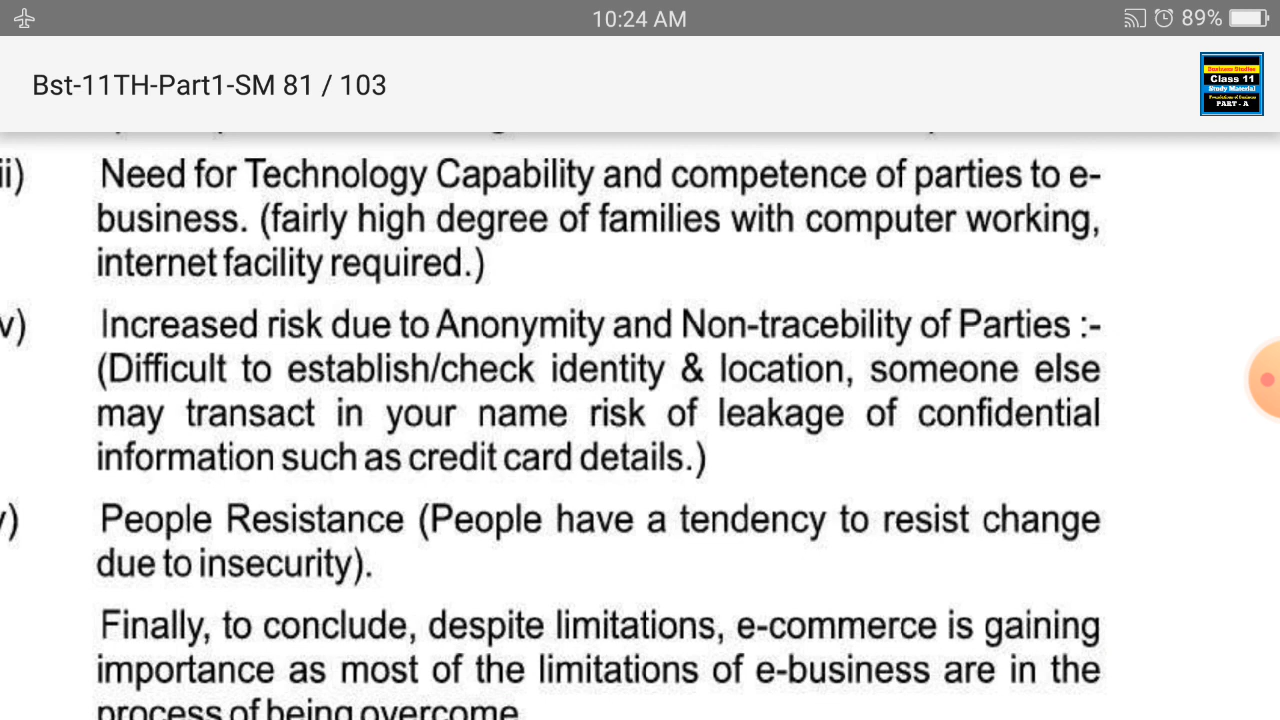 10:24 AM
89%
Bst-11TH-Part1-SM 81 / 103
Business Studies
Class 11
Study Material
PART - A
ii) Need for Technology Capability and competence of parties to e-
business. (fairly high degree of families with computer working,
internet facility required.)
v) Increased risk due to Anonymity and Non-tracebility of Parties :-
(Difficult to establish/check identity & location, someone else
may transact in your name risk of leakage of confidential
information such as credit card details.)
) People Resistance (People have a tendency to resist change
due to insecurity).
Finally, to conclude, despite limitations, e-commerce is gaining
importance as most of the limitations of e-business are in the
process of being overcome